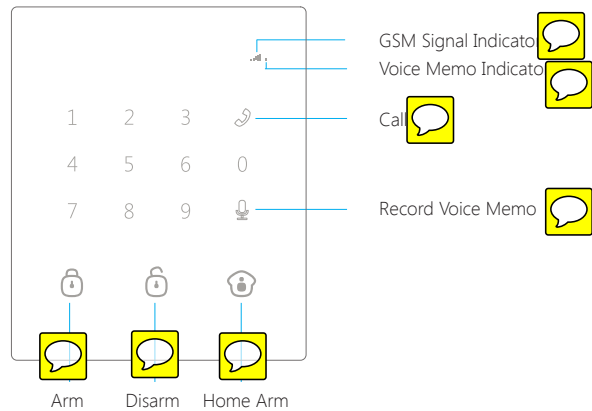 GSM Signal Indicato
Voice Memo Indicato
1 2 3
Call
4 5 6 0
7 8 9
Record Voice Memo
Arm Disarm Home Arm